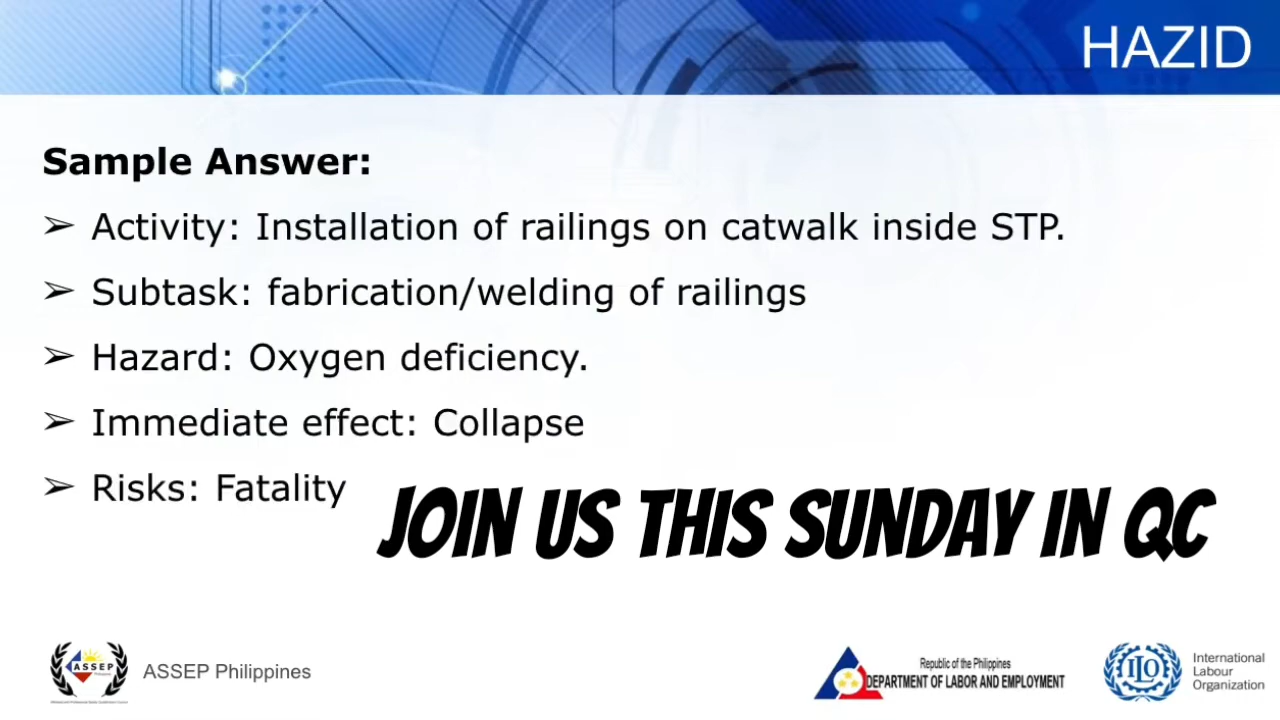 HAZID
Sample Answer:
➢ Activity: Installation of railings on catwalk inside STP.
➢ Subtask: fabrication/welding of railings
➢ Hazard: Oxygen deficiency.
➢ Immediate effect: Collapse
➢ Risks: Fatality
JOIN US THIS SUNDAY IN QC
ASSEP
ASSEP Philippines
Republic of the Philippines
DEPARTMENT OF LABOR AND EMPLOYMENT
ILO
International
Labour
Organization